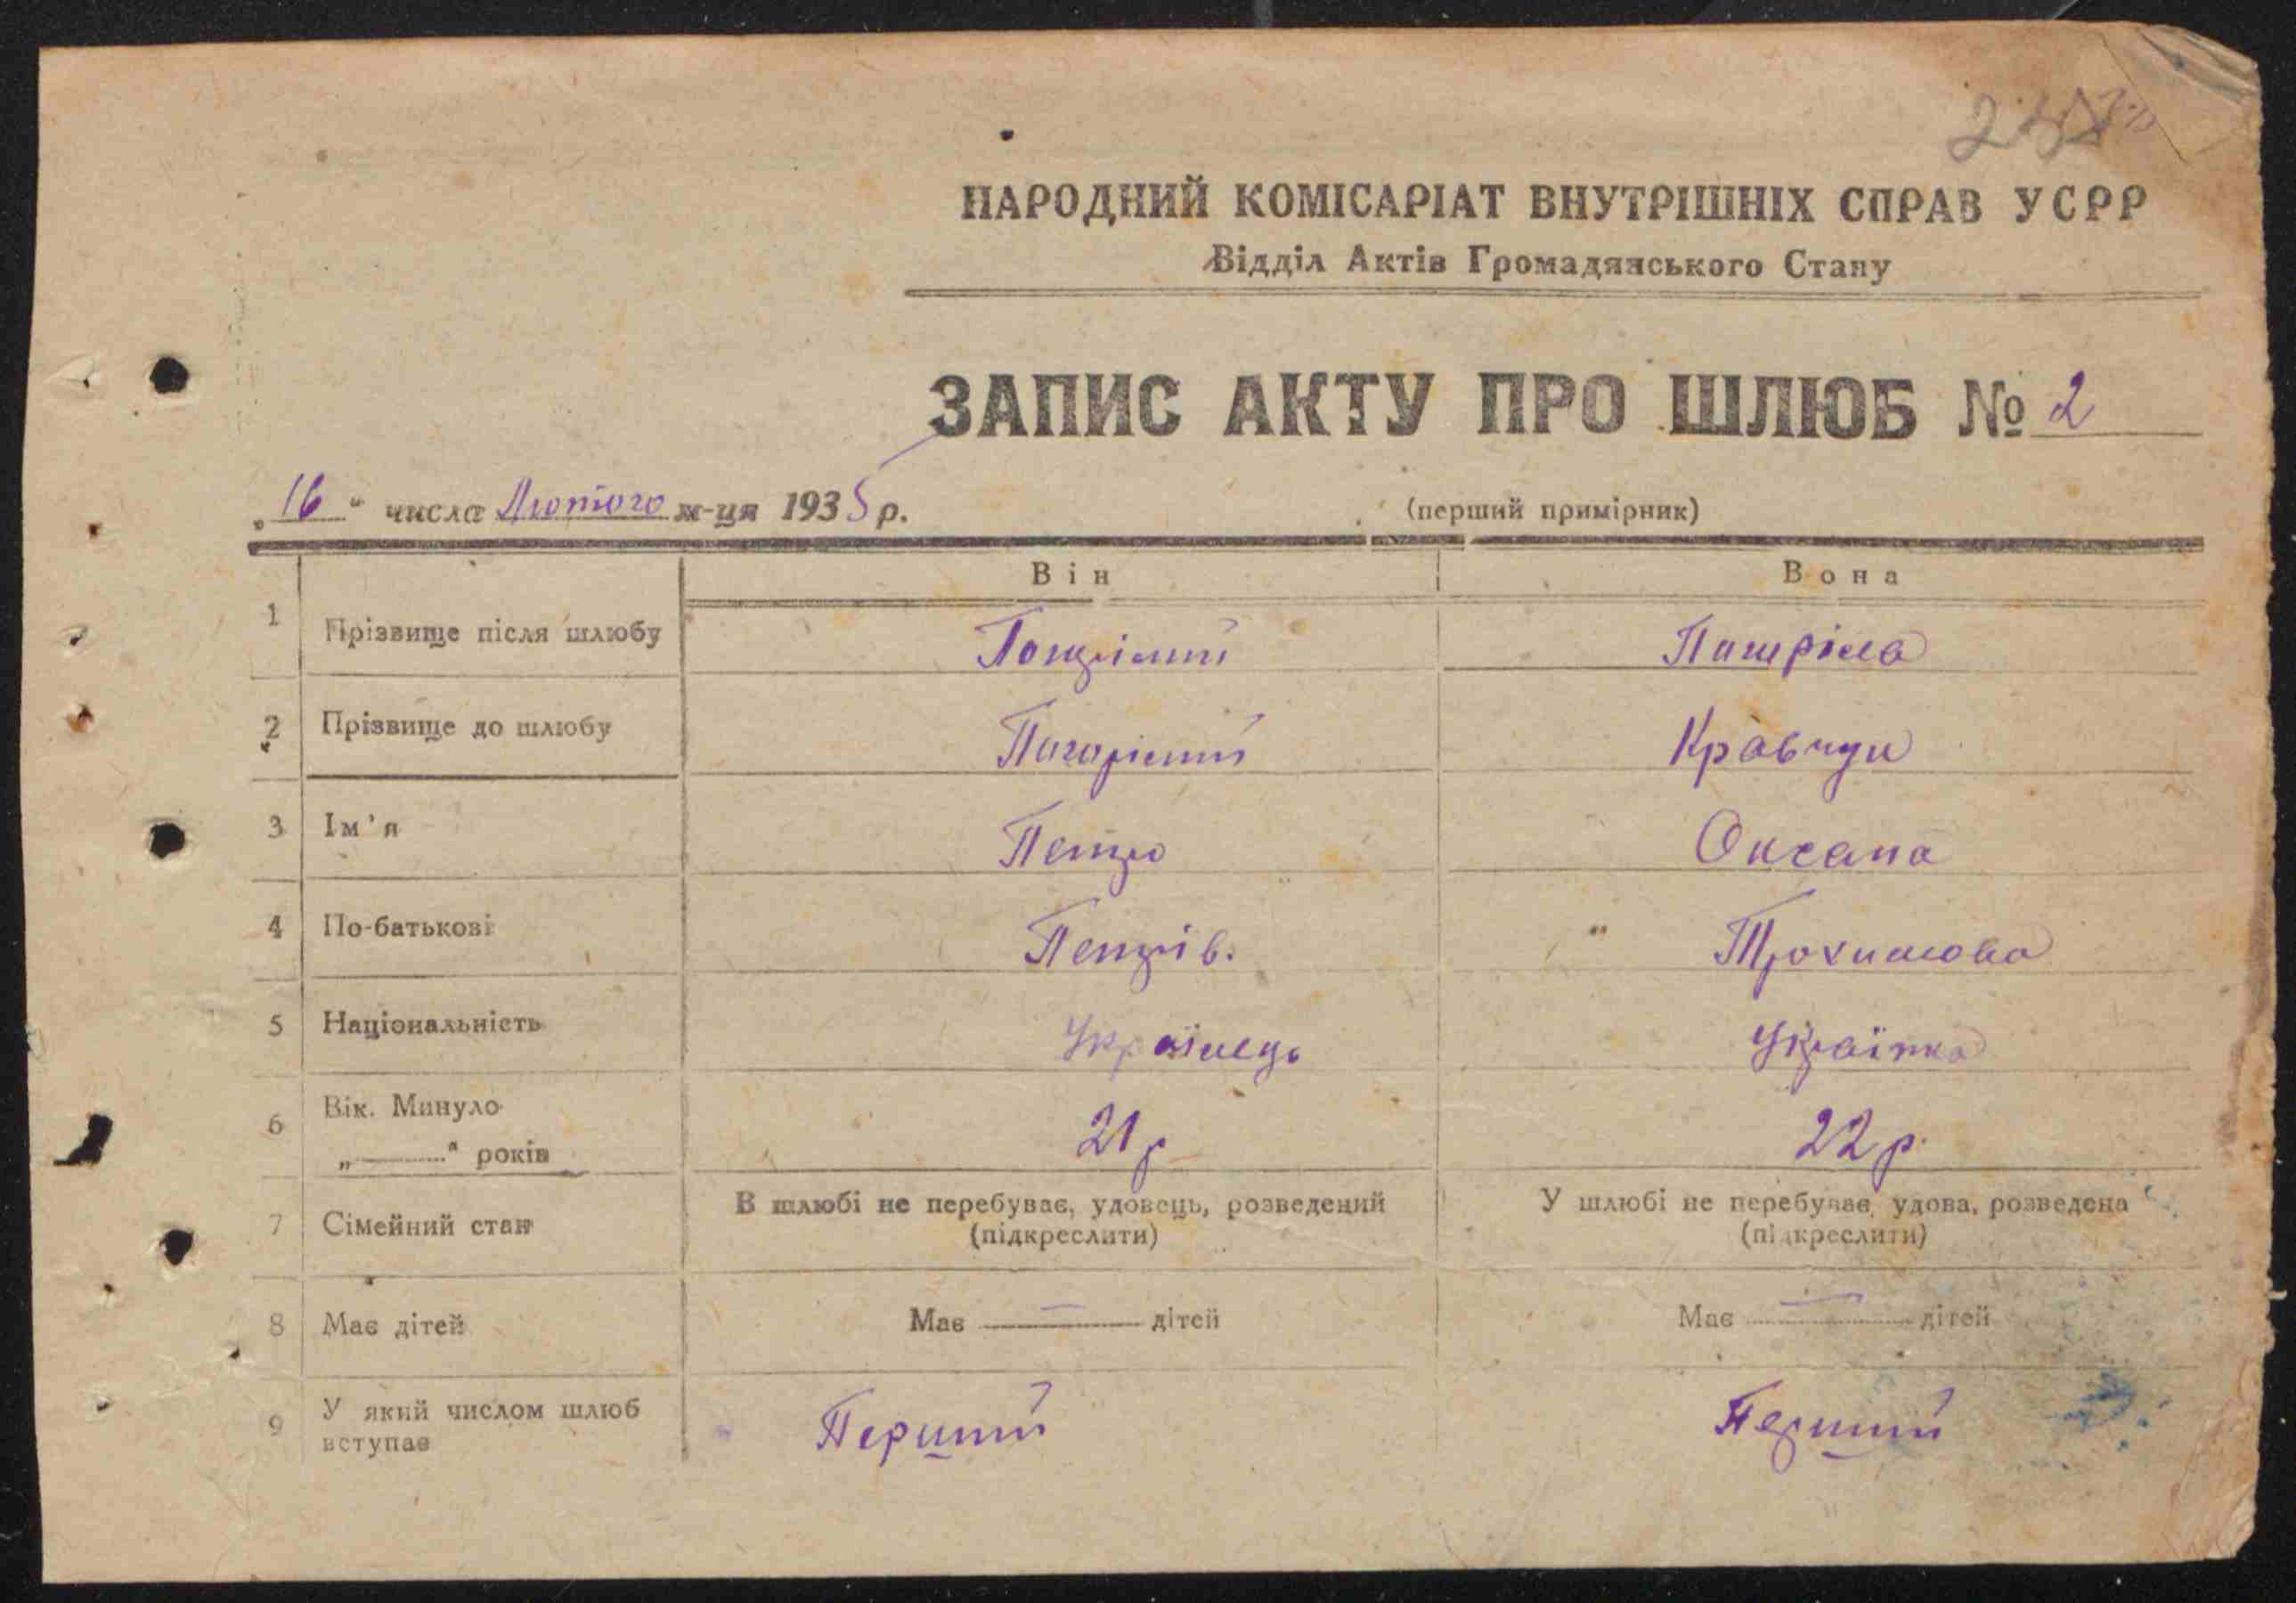 НАРОДНИЙ КОМІСАРІАТ ВНУТРІШНІХ СПРАВ УСРР
Відділ Актів Громадянського Стану
ЗАПИС АКТУ ПРО ШЛЮБ № 2
„16“ числа Лютого м-ця 1935 р. (перший примірник)
Він Вона
1 Прізвище після шлюбу
2 Прізвище до шлюбу Кравчун
3 Ім'я Петро Оксана
4 По-батькові Петрів. Трохимова
5 Національність Українець Українка
6 Вік. Минуло „——“ років 21 р 22 р.
7 Сімейний стан В шлюбі не перебуває, удовець, розведений (підкреслити) У шлюбі не перебуває, удова, розведена (підкреслити)
8 Має дітей Має — дітей Має — дітей
9 У який числом шлюб вступає Перший Перший